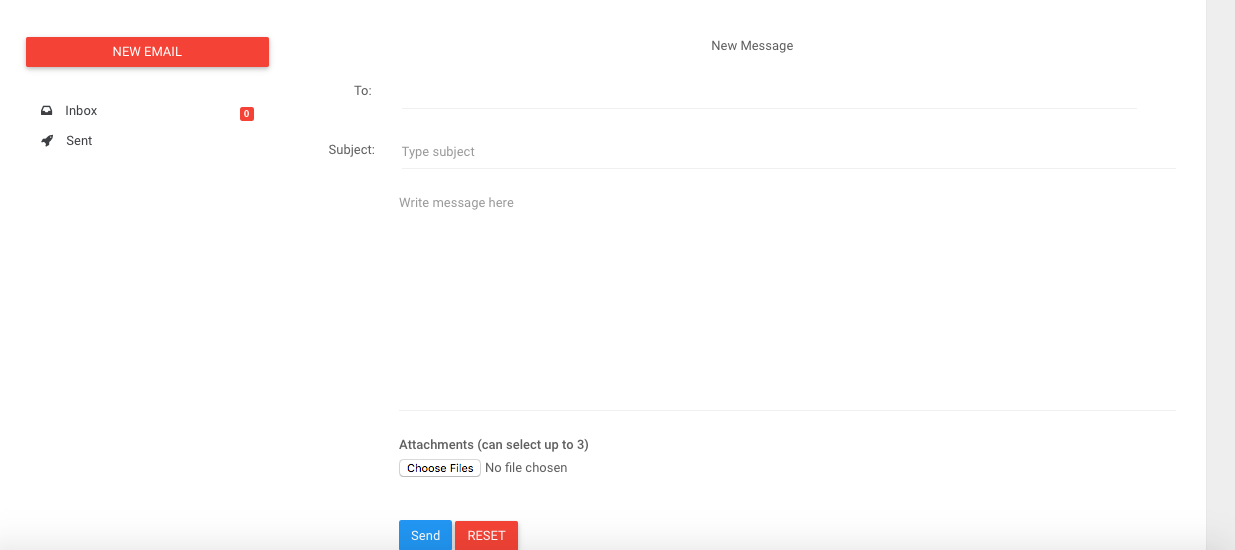 NEW EMAIL
Inbox 0
Sent
New Message
To:
Subject: Type subject
Write message here
Attachments (can select up to 3)
Choose Files No file chosen
Send RESET